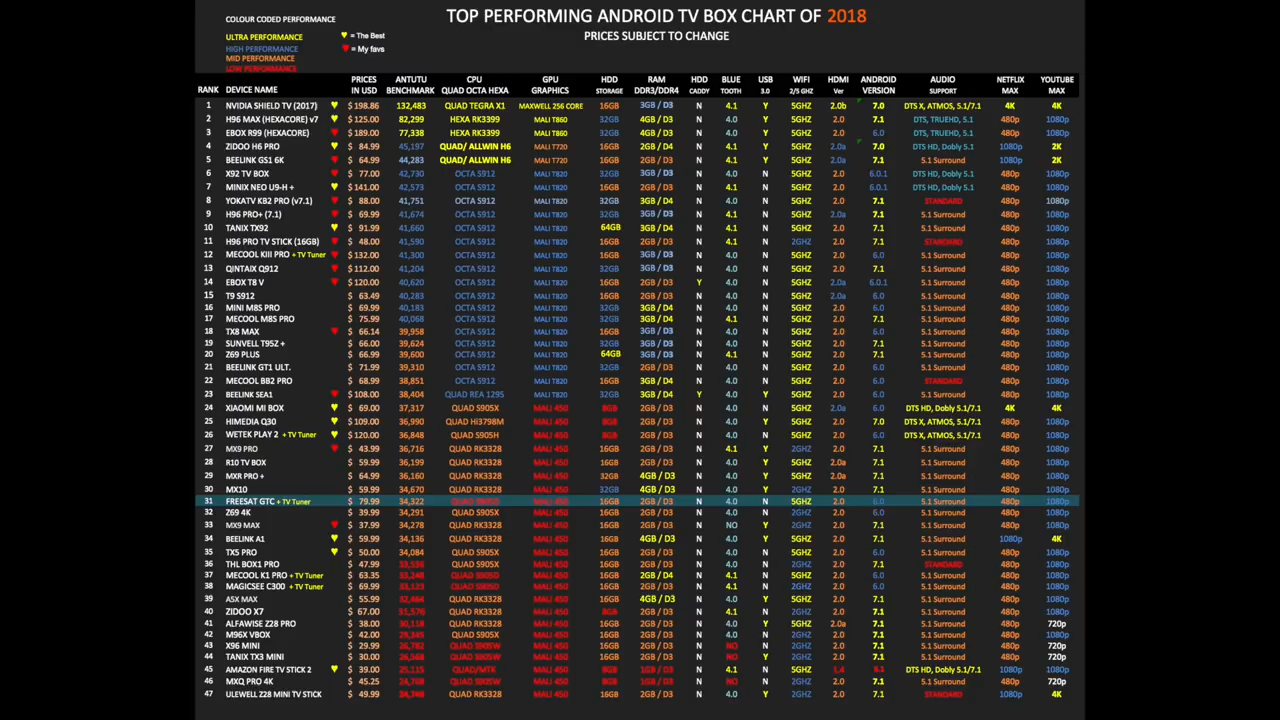 TOP PERFORMING ANDROID TV BOX CHART OF 2018
PRICES SUBJECT TO CHANGE
COLOUR CODED PERFORMANCE
ULTRA PERFORMANCE = The Best
HIGH PERFORMANCE = My favs
MID PERFORMANCE
LOW PERFORMANCE
PRICES ANTUTU CPU GPU HDD RAM HDD BLUE USB WIFI HDMI ANDROID AUDIO NETFLIX YOUTUBE
RANK DEVICE NAME IN USD BENCHMARK QUAD OCTA HEXA GRAPHICS STORAGE DDR3/DDR4 CADDY TOOTH 3.0 2/5 GHZ Ver VERSION SUPPORT MAX MAX
1 NVIDIA SHIELD TV (2017) $ 198.86 132,483 QUAD TEGRA X1 MAXWELL 256 CORE 16GB 3GB / D3 N 4.1 Y 5GHZ 2.0b 7.0 DTS X, ATMOS, 5.1/7.1 4K 4K
2 H96 MAX (HEXACORE) v7 $ 125.00 82,299 HEXA RK3399 MALI T860 32GB 4GB / D3 N 4.0 Y 5GHZ 2.0 7.1 DTS, TRUEHD, 5.1 480p 1080p
3 EBOX R99 (HEXACORE) $ 189.00 77,338 HEXA RK3399 MALI T860 32GB 4GB / D3 N 4.0 Y 5GHZ 2.0 6.0 DTS, TRUEHD, 5.1 480p 1080p
4 ZIDOO H6 PRO $ 84.99 45,197 QUAD/ ALLWIN H6 MALI T720 16GB 2GB / D4 N 4.1 Y 5GHZ 2.0a 7.0 DTS HD, Dobly 5.1 1080p 2K
5 BEELINK GS1 6K $ 64.99 44,283 QUAD/ ALLWIN H6 MALI T720 16GB 2GB / D3 N 4.1 Y 5GHZ 2.0a 7.1 5.1 Surround 1080p 2K
6 X92 TV BOX $ 77.00 42,730 OCTA S912 MALI T820 32GB 3GB / D3 N 4.0 N 5GHZ 2.0 6.0.1 DTS HD, Dobly 5.1 480p 1080p
7 MINIX NEO U9-H + $ 141.00 42,573 OCTA S912 MALI T820 16GB 2GB / D3 N 4.1 N 5GHZ 2.0 6.0.1 DTS HD, Dobly 5.1 480p 1080p
8 YOKATV KB2 PRO (v7.1) $ 88.00 41,751 OCTA S912 MALI T820 32GB 3GB / D4 N 4.0 N 5GHZ 2.0 7.1 STANDARD 480p 1080p
9 H96 PRO+ (7.1) $ 69.99 41,674 OCTA S912 MALI T820 32GB 3GB / D3 N 4.1 N 5GHZ 2.0a 7.1 5.1 Surround 480p 1080p
10 TANIX TX92 $ 91.99 41,660 OCTA S912 MALI T820 64GB 3GB / D4 N 4.1 N 5GHZ 2.0 7.1 5.1 Surround 480p 1080p
11 H96 PRO TV STICK (16GB) $ 48.00 41,590 OCTA S912 MALI T820 16GB 2GB / D3 N 4.1 N 2GHZ 2.0 7.1 STANDARD 480p 1080p
12 MECOOL KIII PRO + TV Tuner $ 132.00 41,300 OCTA S912 MALI T820 16GB 3GB / D3 N 4.0 N 5GHZ 2.0 6.0 5.1 Surround 480p 1080p
13 QINTAIX Q912 $ 112.00 41,204 OCTA S912 MALI T820 32GB 3GB / D3 N 4.0 N 5GHZ 2.0 7.1 5.1 Surround 480p 1080p
14 EBOX T8 V $ 120.00 40,620 OCTA S912 MALI T820 32GB 2GB / D3 Y 4.0 N 5GHZ 2.0a 6.0.1 5.1 Surround 480p 1080p
15 T9 S912 $ 63.49 40,283 OCTA S912 MALI T820 32GB 3GB / D3 N 4.0 N 5GHZ 2.0a 6.0 5.1 Surround 480p 1080p
16 MINI M8S PRO $ 69.99 40,183 OCTA S912 MALI T820 32GB 3GB / D4 N 4.0 N 5GHZ 2.0 6.0 5.1 Surround 480p 1080p
17 MECOOL M8S PRO $ 75.99 40,068 OCTA S912 MALI T820 32GB 3GB / D4 N 4.1 N 5GHZ 2.0 7.1 5.1 Surround 480p 1080p
18 TX8 MAX $ 66.14 39,958 OCTA S912 MALI T820 16GB 3GB / D3 N 4.0 N 5GHZ 2.0 6.0 5.1 Surround 480p 1080p
19 SUNVELL T95Z + $ 66.00 39,624 OCTA S912 MALI T820 16GB 2GB / D3 N 4.0 N 5GHZ 2.0 6.0 5.1 Surround 480p 1080p
20 Z69 PLUS $ 66.99 39,600 OCTA S912 MALI T820 64GB 3GB / D3 N 4.1 N 5GHZ 2.0 7.1 5.1 Surround 480p 1080p
21 BEELINK GT1 ULT. $ 71.99 39,310 OCTA S912 MALI T820 32GB 2GB / D3 N 4.0 N 5GHZ 2.0 6.0 5.1 Surround 480p 1080p
22 MECOOL BB2 PRO $ 68.99 38,851 OCTA S912 MALI T820 16GB 3GB / D4 N 4.0 N 5GHZ 2.0 6.0 STANDARD 480p 1080p
23 BEELINK SEA1 $ 108.00 38,404 QUAD REA 1295 MALI T820 32GB 2GB / D3 Y 4.0 Y 5GHZ 2.0 6.0 5.1 Surround 480p 1080p
24 XIAOMI MI BOX $ 69.00 37,317 QUAD S905X MALI 450 8GB 2GB / D3 N 4.0 N 5GHZ 2.0a 6.0 DTS HD, Dobly 5.1/7.1 4K 4K
25 HIMEDIA Q30 $ 109.00 36,990 QUAD Hi3798M MALI 450 8GB 2GB / D3 N 4.0 Y 5GHZ 2.0 7.0 DTS X, ATMOS, 5.1/7.1 480p 1080p
26 WETEK PLAY 2 + TV Tuner $ 120.00 36,848 QUAD S905H MALI 450 8GB 2GB / D3 N 4.0 N 5GHZ 2.0 6.0 DTS X, ATMOS, 5.1/7.1 480p 1080p
27 MX9 PRO $ 43.99 36,716 QUAD RK3328 MALI 450 16GB 2GB / D3 N 4.1 Y 2GHZ 2.0 7.1 5.1 Surround 480p 1080p
28 R10 TV BOX $ 59.99 36,199 QUAD RK3328 MALI 450 16GB 2GB / D3 N 4.0 Y 5GHZ 2.0a 7.1 5.1 Surround 480p 1080p
29 MXR PRO + $ 64.99 36,160 QUAD RK3328 MALI 450 32GB 4GB / D3 N 4.0 Y 5GHZ 2.0a 7.1 5.1 Surround 480p 1080p
30 MX10 $ 59.99 34,670 QUAD RK3328 MALI 450 32GB 4GB / D3 N 4.0 Y 2GHZ 2.0 7.1 5.1 Surround 480p 1080p
31 FREESAT GTC + TV Tuner $ 79.99 34,322 16GB 2GB / D3 N 4.0 N 5GHZ 2.0 6.0 5.1 Surround 480p 1080p
32 Z69 4K $ 39.99 34,291 QUAD S905X MALI 450 16GB 2GB / D3 N 4.0 N 2GHZ 2.0 6.0 5.1 Surround 480p 1080p
33 MX9 MAX $ 37.99 34,278 QUAD RK3328 MALI 450 16GB 2GB / D3 N NO Y 2GHZ 2.0 7.1 5.1 Surround 480p 1080p
34 BEELINK A1 $ 59.99 34,136 QUAD RK3328 MALI 450 16GB 4GB / D3 N 4.0 Y 5GHZ 2.0 7.1 5.1 Surround 1080p 4K
35 TX5 PRO $ 50.00 34,084 QUAD S905X MALI 450 16GB 2GB / D3 N 4.0 N 5GHZ 2.0 6.0 5.1 Surround 480p 1080p
36 THL BOX1 PRO $ 47.99 MALI 450 16GB 2GB / D3 N 4.0 N 5GHZ 2.0 7.1 STANDARD 480p 1080p
37 MECOOL K1 PRO + TV Tuner $ 63.35 MALI 450 16GB 2GB / D4 N 4.1 N 5GHZ 2.0 6.0 5.1 Surround 480p 1080p
38 MAGICSEE C300 + TV Tuner $ 69.99 MALI 450 16GB 2GB / D3 N 4.1 N 2GHZ 2.0 6.0 5.1 Surround 480p 1080p
39 A5X MAX $ 55.99 QUAD RK3328 MALI 450 16GB 4GB / D3 N 4.0 Y 2GHZ 2.0 7.1 5.1 Surround 480p 1080p
40 ZIDOO X7 $ 67.00 QUAD RK3328 MALI 450 8GB 2GB / D3 N 4.1 Y 5GHZ 2.0 7.1 5.1 Surround 480p 1080p
41 ALFAWISE Z28 PRO $ 38.00 QUAD RK3328 MALI 450 16GB 2GB / D3 N 4.0 Y 5GHZ 2.0a 7.1 5.1 Surround 480p 720p
42 M96X VBOX $ 42.00 QUAD S905X MALI 450 16GB 2GB / D3 N 4.0 N 2GHZ 2.0 7.1 5.1 Surround 480p 1080p
43 X96 MINI $ 29.99 QUAD S905W MALI 450 16GB 2GB / D3 N NO N 2GHZ 2.0 7.1 5.1 Surround 480p 720p
44 TANIX TX3 MINI $ 30.00 QUAD S905W MALI 450 16GB 2GB / D3 N NO N 2GHZ 2.0 7.1 5.1 Surround 480p 720p
45 AMAZON FIRE TV STICK 2 $ 39.00 QUAD/MTK MALI 450 8GB 1GB / D3 N 4.1 N 5GHZ 1.4 DTS HD, Dobly 5.1/7.1 1080p 1080p
46 MXQ PRO 4K $ 45.25 QUAD S905W MALI 450 8GB 1GB / D3 N NO N 2GHZ 2.0 7.1 5.1 Surround 480p 720p
47 ULEWELL Z28 MINI TV STICK $ 49.99 QUAD RK3328 MALI 450 16GB 2GB / D3 N 4.0 Y 2GHZ 2.0 7.1 STANDARD 480p 4K